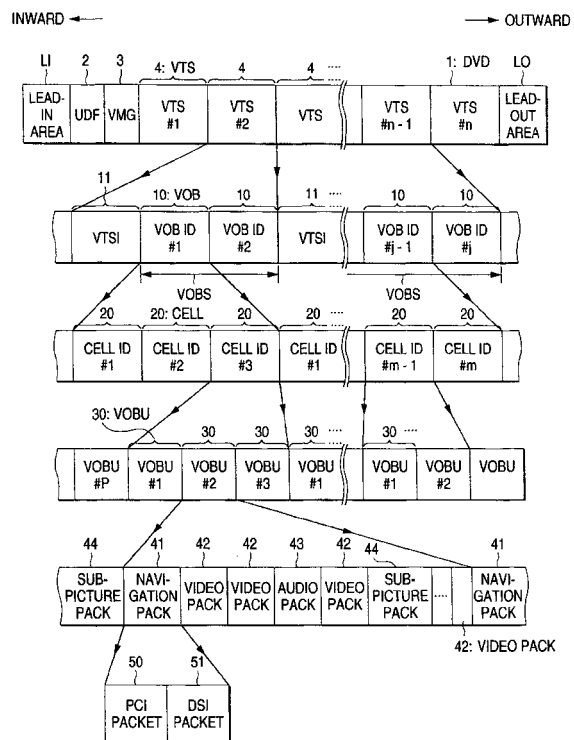 INWARD OUTWARD
LI 2 3 4: VTS 4 4 ···· 1: DVD LO
LEAD-IN AREA UDF VMG VTS #1 VTS #2 VTS VTS #n - 1 VTS #n LEAD-OUT AREA
11 10: VOB 10 11 ···· 10 10
VTSI VOB ID #1 VOB ID #2 VTSI VOB ID #j - 1 VOB ID #j
VOBS VOBS
20 20: CELL 20 20 ···· 20 20
CELL ID #1 CELL ID #2 CELL ID #3 CELL ID #1 CELL ID #m - 1 CELL ID #m
30: VOBU 30 30 30 ···· 30 ····
VOBU #P VOBU #1 VOBU #2 VOBU #3 VOBU #1 VOBU #1 VOBU #2 VOBU
44 41 42 42 43 42 44 41
SUB-PICTURE PACK NAVI-GATION PACK VIDEO PACK VIDEO PACK AUDIO PACK VIDEO PACK SUB-PICTURE PACK ···· NAVI-GATION PACK
42: VIDEO PACK
50 51
PCI PACKET DSI PACKET